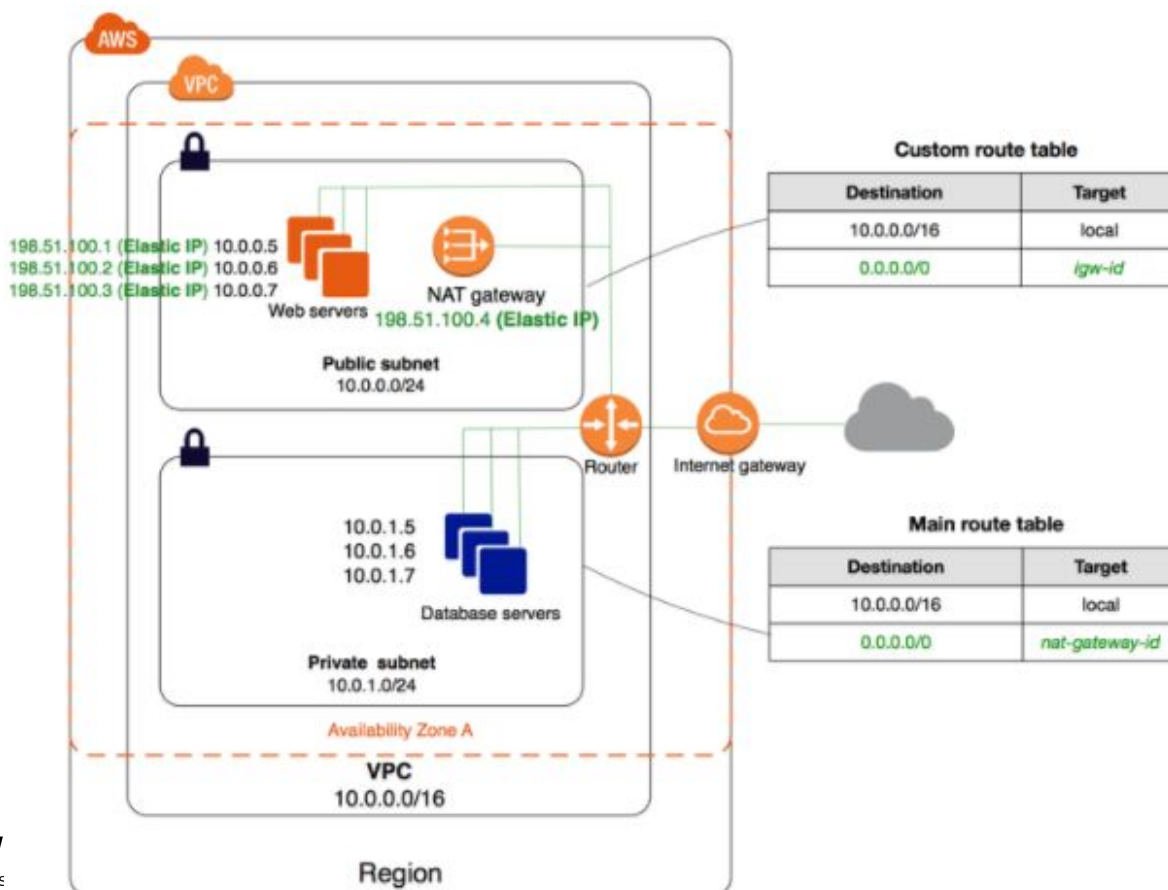 AWS
VPC
198.51.100.1 (Elastic IP) 10.0.0.5
198.51.100.2 (Elastic IP) 10.0.0.6
198.51.100.3 (Elastic IP) 10.0.0.7
Web servers
NAT gateway
198.51.100.4 (Elastic IP)
Public subnet
10.0.0.0/24
Custom route table
Destination Target
10.0.0.0/16 local
0.0.0.0/0 igw-id
Router
Internet gateway
10.0.1.5
10.0.1.6
10.0.1.7
Database servers
Private subnet
10.0.1.0/24
Main route table
Destination Target
10.0.0.0/16 local
0.0.0.0/0 nat-gateway-id
Availability Zone A
VPC
10.0.0.0/16
Region